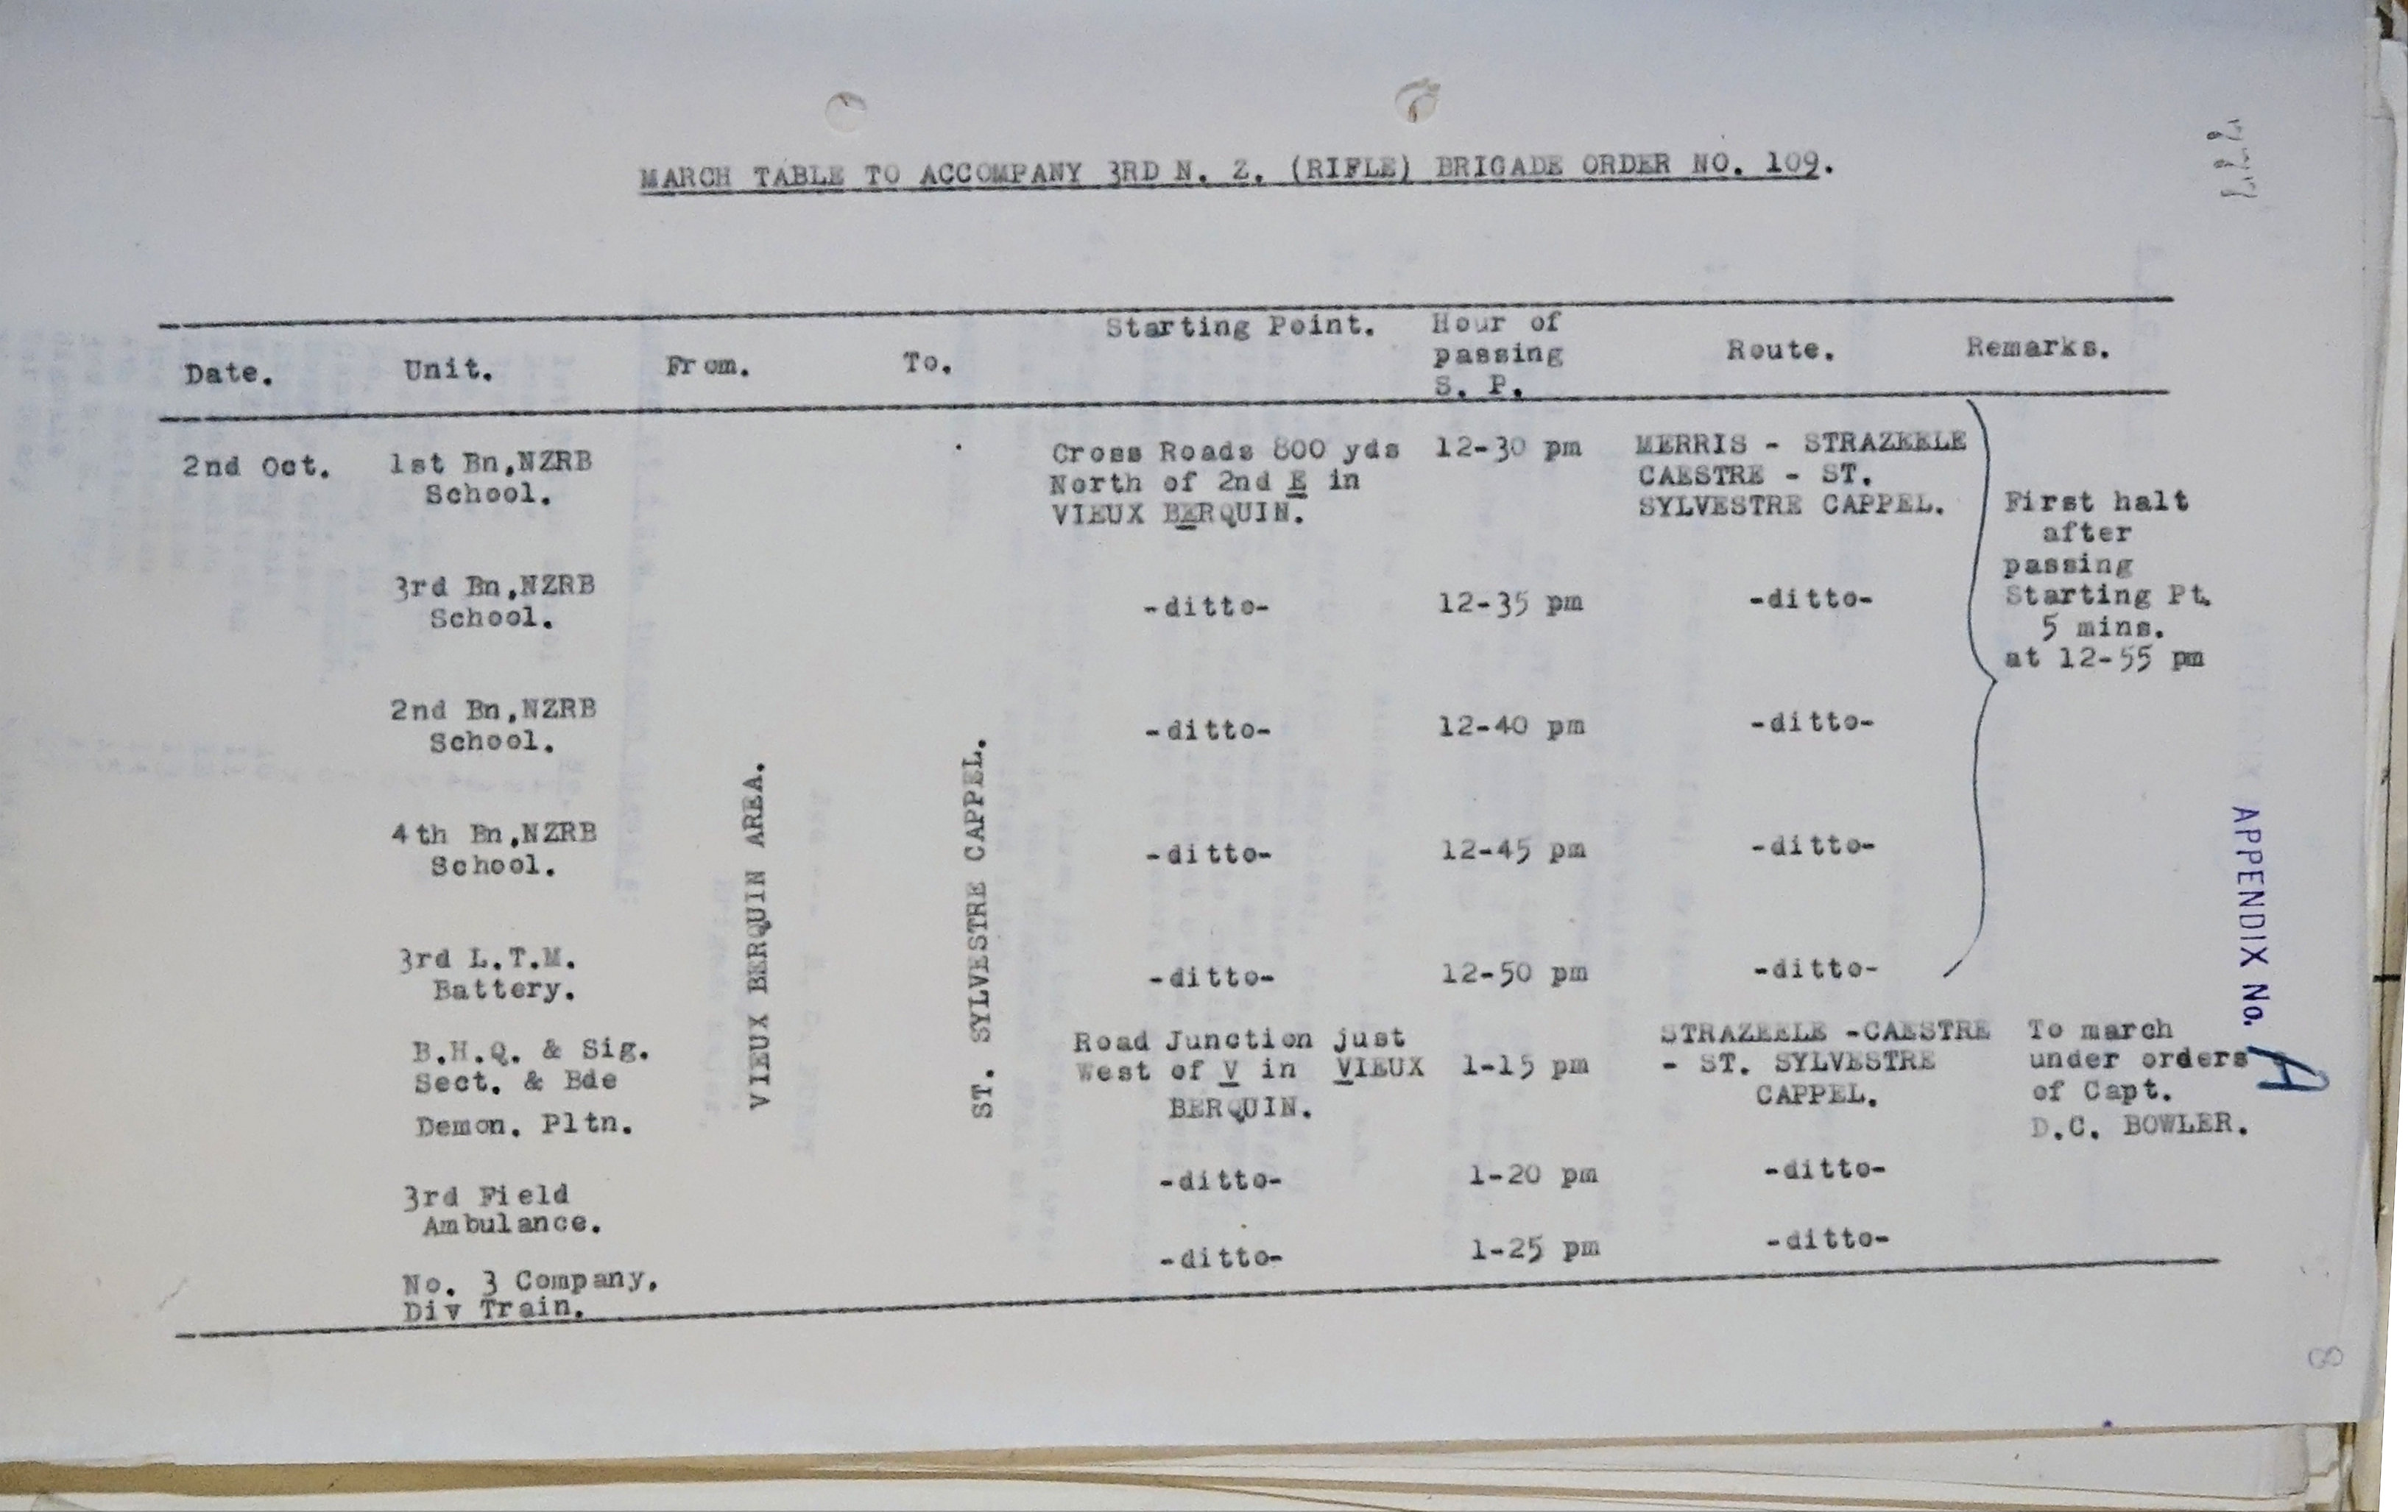 MARCH TABLE TO ACCOMPANY 3RD N. Z. (RIFLE) BRIGADE ORDER NO. 109.
Date. Unit. From. To. Starting Point. Hour of passing S. P. Route. Remarks.
2nd Oct. 1st Bn,NZRB Cross Roads 800 yds 12-30 pm MERRIS - STRAZEELE
School. North of 2nd E in CAESTRE - ST.
VIEUX BERQUIN. SYLVESTRE CAPPEL.
First halt
after
passing
Starting Pt.
5 mins.
at 12-55 pm
3rd Bn,NZRB
School. -ditto- 12-35 pm -ditto-
2nd Bn,NZRB
School. -ditto- 12-40 pm -ditto-
4th Bn,NZRB
School. -ditto- 12-45 pm -ditto-
3rd L.T.M.
Battery. -ditto- 12-50 pm -ditto-
VIEUX BERQUIN AREA.
ST. SYLVESTRE CAPPEL.
B.H.Q. & Sig. Road Junction just STRAZEELE -CAESTRE To march
Sect. & Bde West of V in VIEUX 1-15 pm - ST. SYLVESTRE under orders
Demon. Pltn. BERQUIN. CAPPEL. of Capt.
D.C. BOWLER.
3rd Field -ditto- 1-20 pm -ditto-
Ambulance.
No. 3 Company, -ditto- 1-25 pm -ditto-
Div Train.
APPENDIX No. A
8